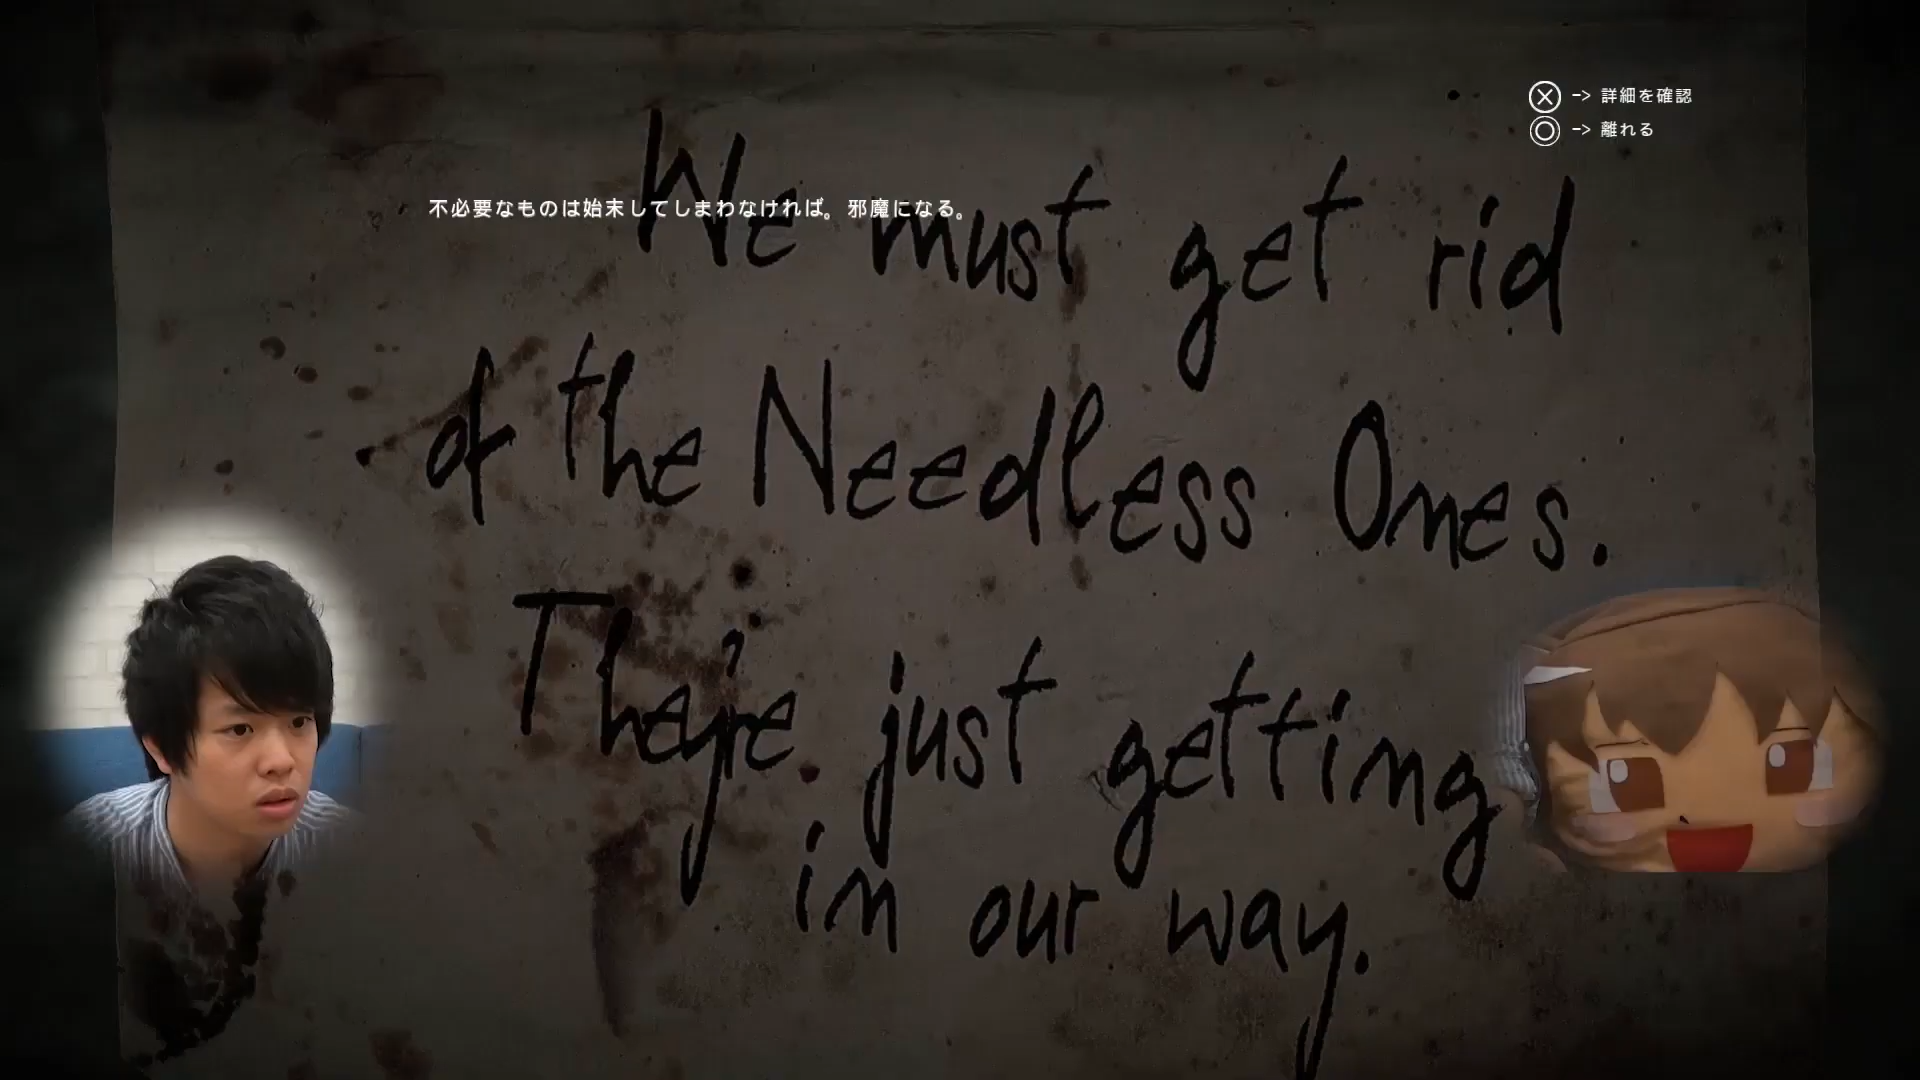 -> 詳細を確認
-> 離れる
不必要なものは始末してしまわなければ。邪魔になる。
We must get rid
of the Needless Ones.
They're just getting
in our way.